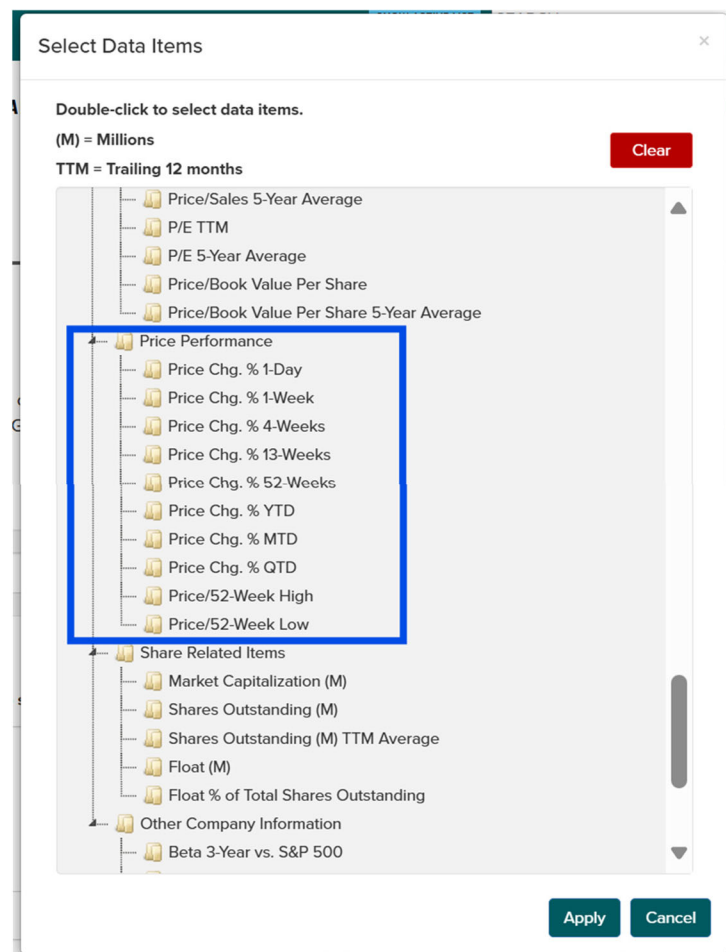 Select Data Items
×
Double-click to select data items.
(M) = Millions
Clear
TTM = Trailing 12 months
Price/Sales 5-Year Average
P/E TTM
P/E 5-Year Average
Price/Book Value Per Share
Price/Book Value Per Share 5-Year Average
Price Performance
Price Chg. % 1-Day
Price Chg. % 1-Week
Price Chg. % 4-Weeks
Price Chg. % 13-Weeks
Price Chg. % 52-Weeks
Price Chg. % YTD
Price Chg. % MTD
Price Chg. % QTD
Price/52-Week High
Price/52-Week Low
Share Related Items
Market Capitalization (M)
Shares Outstanding (M)
Shares Outstanding (M) TTM Average
Float (M)
Float % of Total Shares Outstanding
Other Company Information
Beta 3-Year vs. S&P 500
Apply Cancel